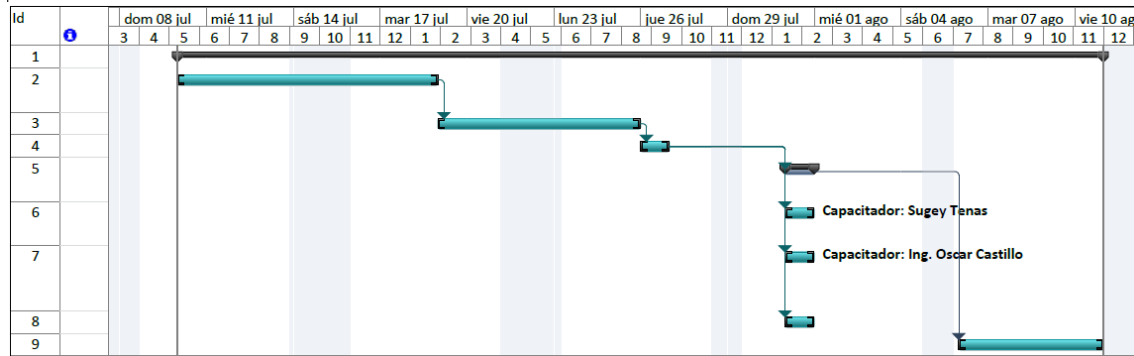 Id dom 08 jul mié 11 jul sáb 14 jul mar 17 jul vie 20 jul lun 23 jul jue 26 jul dom 29 jul mié 01 ago sáb 04 ago mar 07 ago vie 10 ag
3 4 5 6 7 8 9 10 11 12 1 2 3 4 5 6 7 8 9 10 11 12 1 2 3 4 5 6 7 8 9 10 11 12
1
2
3
4
5
6 Capacitador: Sugey Tenas
7 Capacitador: Ing. Oscar Castillo
8
9